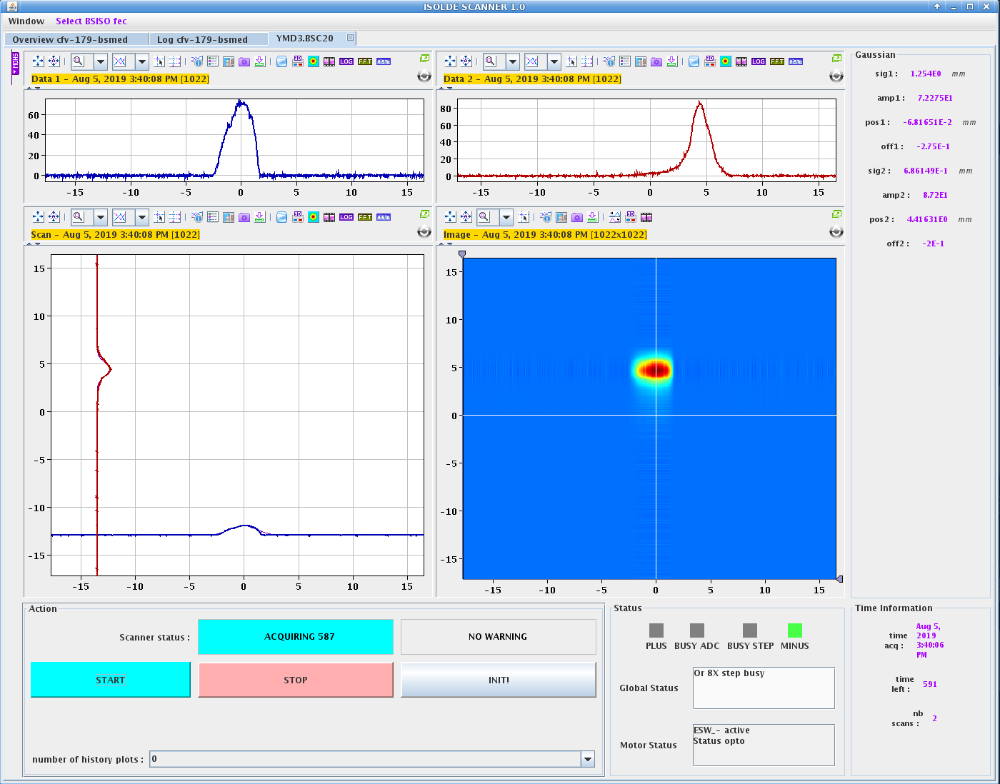 ISOLDE SCANNER 1.0
Window Select BSISO fec
Overview cfv-179-bsmed Log cfv-179-bsmed YMD3.BSC20
SHOW
3D LOG FFT HISTO
Data 1 - Aug 5, 2019 3:40:08 PM [1022]
60
40
20
0
-15 -10 -5 0 5 10 15
3D LOG FFT HISTO
Data 2 - Aug 5, 2019 3:40:08 PM [1022]
80
60
40
20
0
-15 -10 -5 0 5 10 15
3D LOG FFT HISTO
Scan - Aug 5, 2019 3:40:08 PM [1022]
15
10
5
0
-5
-10
-15
-15 -10 -5 0 5 10 15
3D
Image - Aug 5, 2019 3:40:08 PM [1022x1022]
15
10
5
0
-5
-10
-15
-15 -10 -5 0 5 10 15
Gaussian
sig1: 1.254E0 mm
amp1: 7.2275E1
pos1: -6.81651E-2 mm
off1: -2.75E-1
sig2: 6.86149E-1 mm
amp2: 8.72E1
pos2: 4.41631E0 mm
off2: -2E-1
Action
Scanner status: ACQUIRING 587 NO WARNING
START STOP INIT!
number of history plots: 0
Status
PLUS BUSY ADC BUSY STEP MINUS
Global Status Or 8X step busy
Motor Status ESW_- active
Status opto
Time Information
time acq: Aug 5, 2019 3:40:06 PM
time left: 591
nb scans: 2